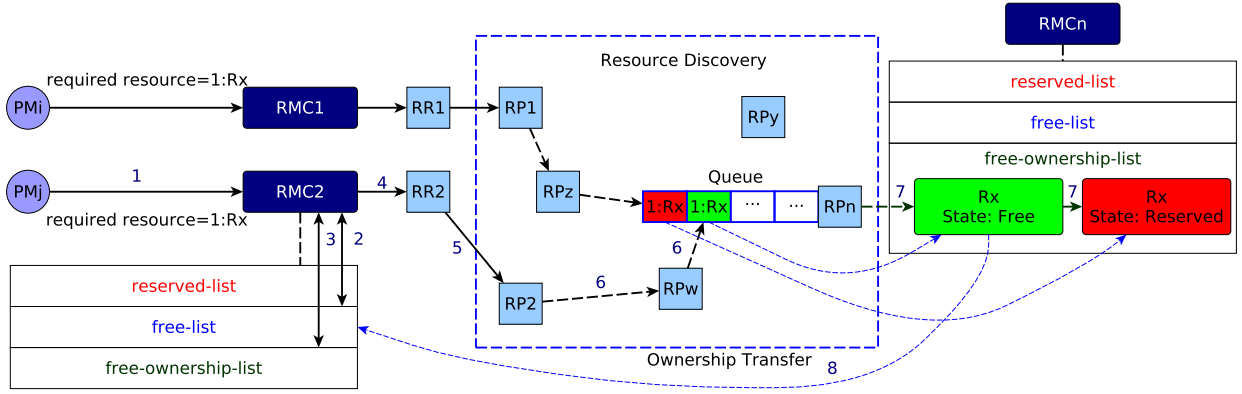 RMCn
Resource Discovery
required resource=1:Rx
reserved-list
PMi
RMC1
RR1
RP1
RPy
free-list
free-ownership-list
1
Queue
PMj
RMC2
4
RR2
RPz
1:Rx
1:Rx
...
...
RPn
7
Rx
State: Free
7
Rx
State: Reserved
required resource=1:Rx
3
2
5
6
reserved-list
6
RP2
RPw
free-list
Ownership Transfer
free-ownership-list
8